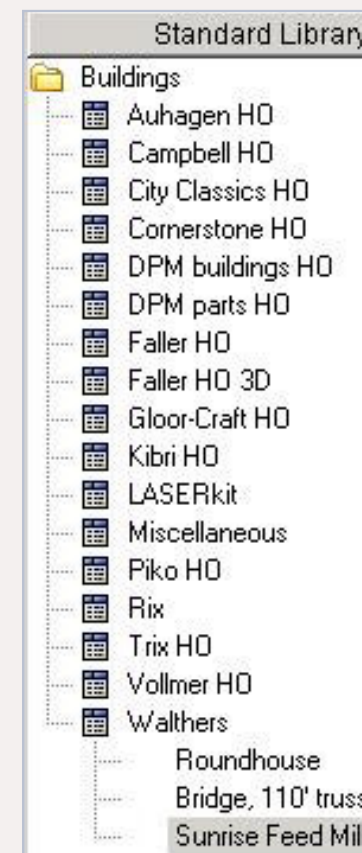 Standard Library
Buildings
Auhagen HO
Campbell HO
City Classics HO
Cornerstone HO
DPM buildings HO
DPM parts HO
Faller HO
Faller HO 3D
Gloor-Craft HO
Kibri HO
LASERkit
Miscellaneous
Piko HO
Rix
Trix HO
Vollmer HO
Walthers
Roundhouse
Bridge, 110' truss
Sunrise Feed Mil